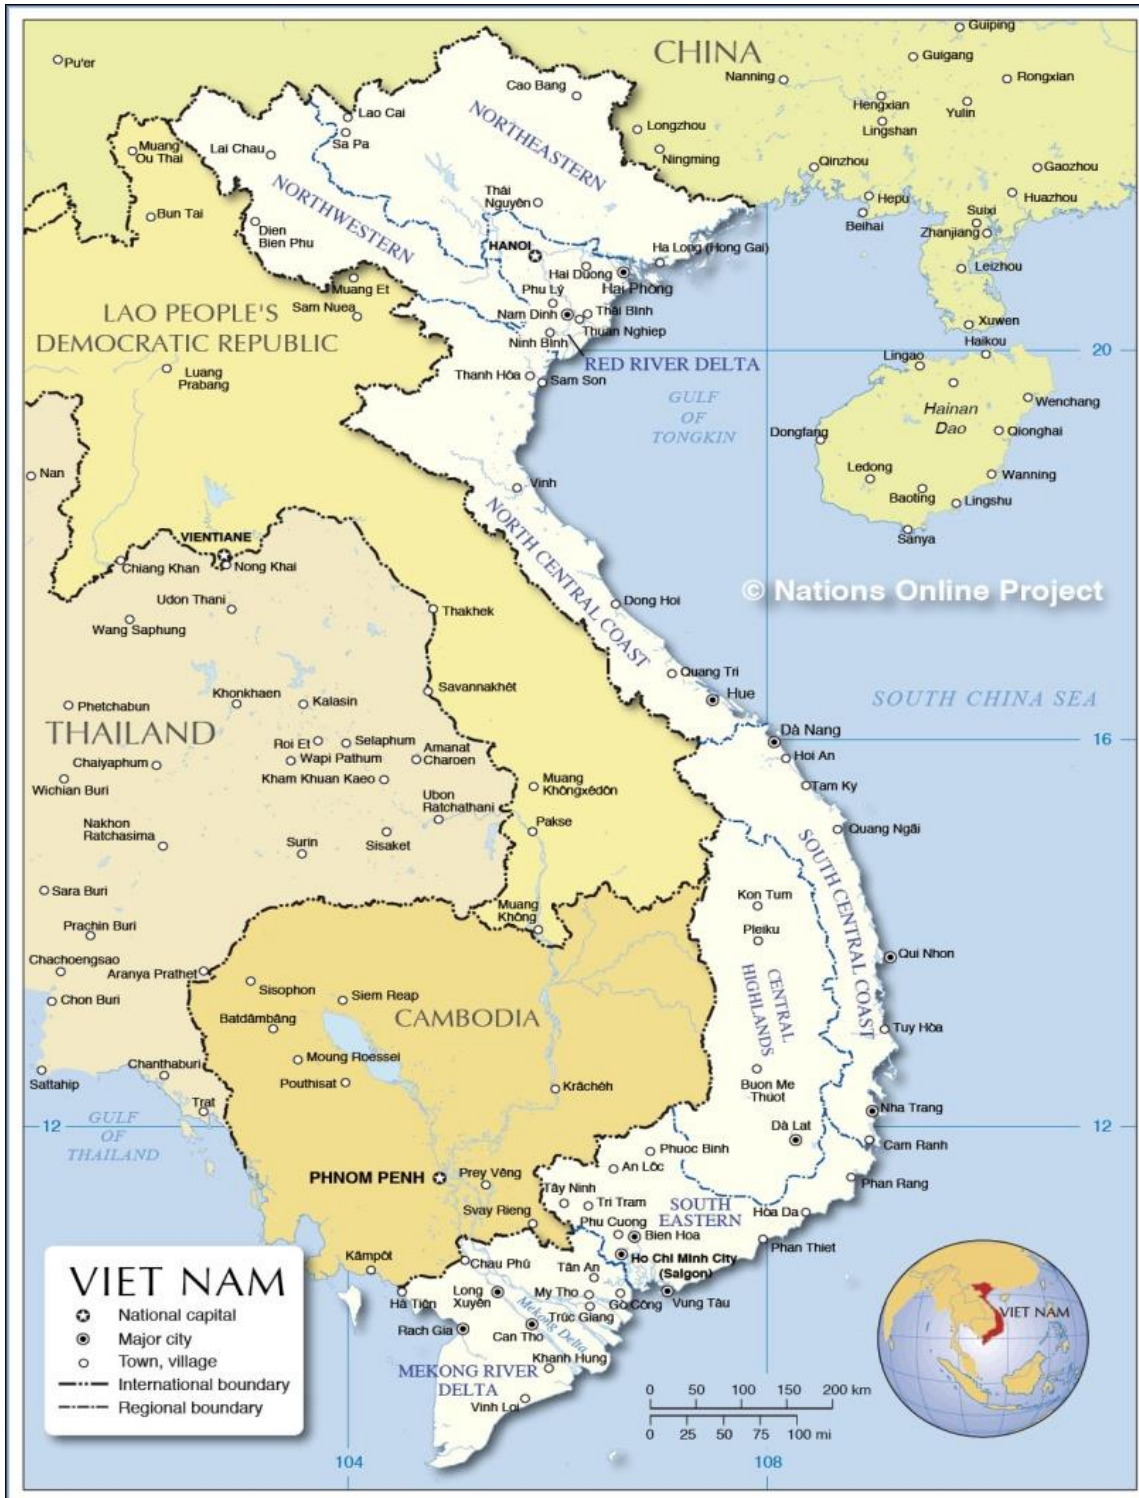 CHINA
Guiping
Pu'er
Nanning
Guigang
Rongxian
Cao Bang
Hengxian
Yulin
Lao Cai
Longzhou
Lingshan
Sa Pa
NORTHEASTERN
Muang
Ou Thai
Lai Chau
Ningming
Qinzhou
Gaozhou
NORTHWESTERN
Thái
Nguyên
Hepu
Huazhou
Bun Tai
Dien
Bien Phu
Beihai
Suixi
Zhanjiang
HANOI
Ha Long (Hong Gai)
Leizhou
Hai Duong
Hai Phòng
Muang Et
Phu Lý
Sam Nuea
Nam Dinh
Thái Bình
Thuan Nghiep
Ninh Bình
Xuwen
LAO PEOPLE'S
DEMOCRATIC REPUBLIC
Haikou
20
Lingao
RED RIVER DELTA
Luang
Prabang
Thanh Hôa
Sam Son
GULF
OF
TONGKIN
Hainan
Dao
Wenchang
Dongfang
Qionghai
Nan
Ledong
Wanning
Vinh
Baoting
Lingshu
NORTH CENTRAL COAST
Sanya
VIENTIANE
Chiang Khan
Nong Khai
© Nations Online Project
Udon Thani
Dong Hoi
Thakhek
Wang Saphung
Quang Tri
Savannakhét
Hue
SOUTH CHINA SEA
Phetchabun
Khonkhaen
Kalasin
THAILAND
Dà Nang
16
Roi Et
Selaphum
Amanat
Charoen
Chaiyaphum
Wapi Pathum
Hoi An
Wichian Buri
Kham Khuan Kaeo
Muang
Khôngxédôn
Tam Ky
Ubon
Ratchathani
Nakhon
Ratchasima
Pakse
Quang Ngãi
Surin
Sisaket
SOUTH CENTRAL COAST
Sara Buri
Kon Tum
Muang
Không
Prachin Buri
Pleiku
Chachoengsao
Aranya Prathet
Qui Nhon
Chon Buri
Sisophon
Siem Reap
CENTRAL
HIGHLANDS
Batdâmbâng
CAMBODIA
Tuy Hòa
Moung Roessei
Chanthaburi
Sattahip
Pouthisat
Krâchéh
Buon Me
Thuot
Trat
Nha Trang
GULF
OF
THAILAND
12
Dà Lat
12
Cam Ranh
Phuoc Binh
An Lôc
PHNOM PENH
Prey Vêng
Phan Rang
Tây Ninh
Tri Tram
SOUTH
EASTERN
Svay Rieng
Hòa Da
Phu Cuong
Bien Hoa
Phan Thiet
Kâmpôt
Chau Phû
Ho Chi Minh City
(Saigon)
Tân An
Hà Tiên
Long
Xuyên
My Tho
Gò Công
Vung Tâu
Trúc Giang
Rach Gia
Can Tho
Mekong Delta
Khanh Hung
MEKONG RIVER
DELTA
Vinh Loi
VIET NAM
National capital
Major city
Town, village
International boundary
Regional boundary
VIET NAM
0 50 100 150 200 km
0 25 50 75 100 mi
104
108